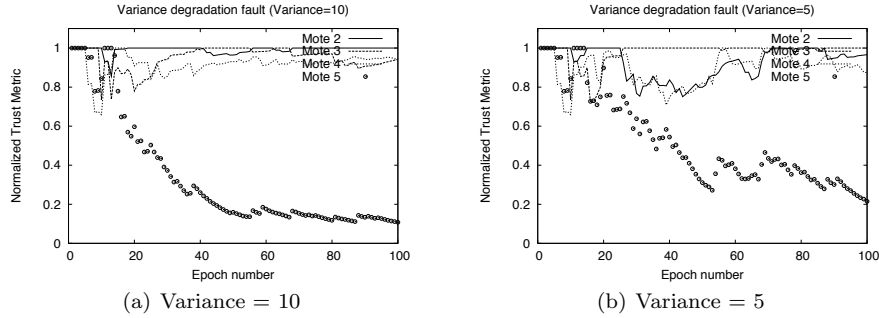 Variance degradation fault (Variance=10)
Normalized Trust Metric
1
0.8
0.6
0.4
0.2
0
0 20 40 60 80 100
Epoch number
Mote 2
Mote 3
Mote 4
Mote 5
(a) Variance = 10
Variance degradation fault (Variance=5)
Normalized Trust Metric
1
0.8
0.6
0.4
0.2
0
0 20 40 60 80 100
Epoch number
Mote 2
Mote 3
Mote 4
Mote 5
(b) Variance = 5